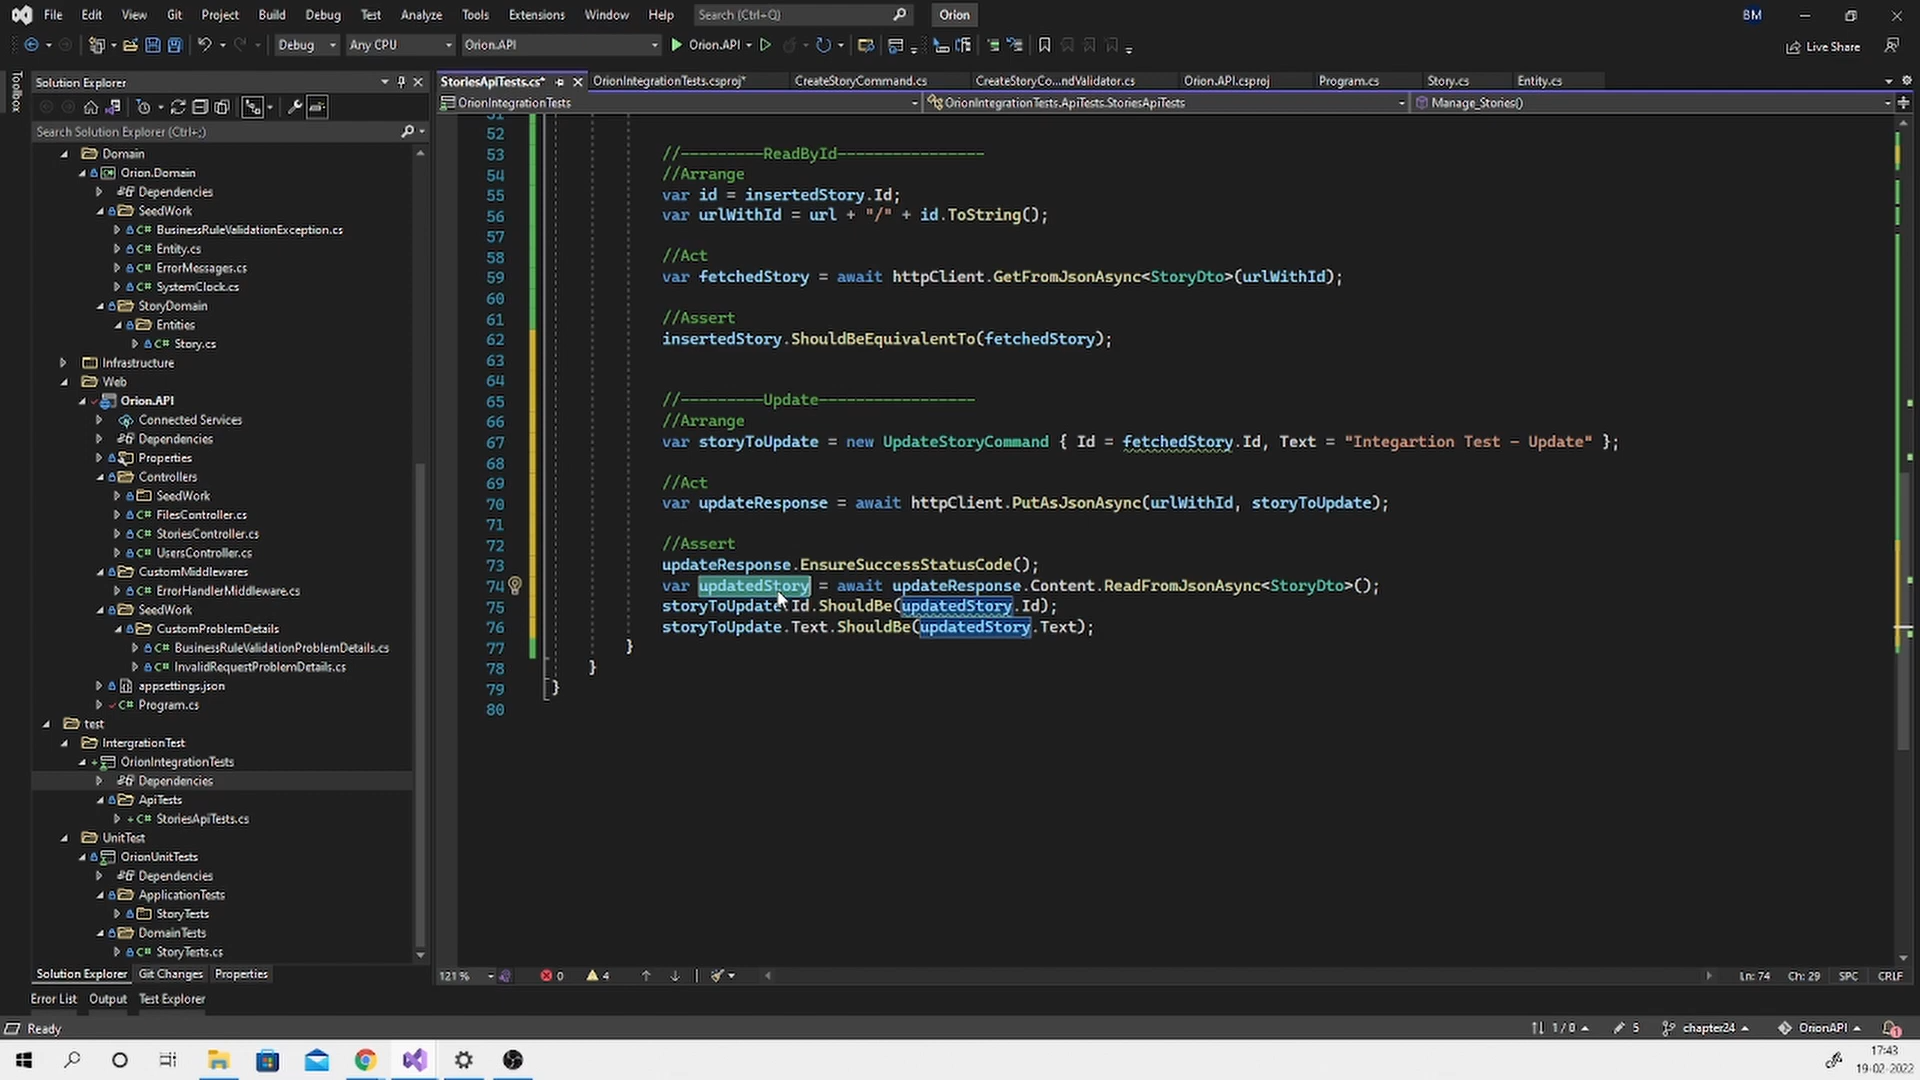 File Edit View Git Project Build Debug Test Analyze Tools Extensions Window Help Search (Ctrl+Q) Orion BM
Debug Any CPU Orion.API Orion.API Live Share
Toolbox
Solution Explorer
Search Solution Explorer (Ctrl+;)
Domain
Orion.Domain
Dependencies
SeedWork
BusinessRuleValidationException.cs
Entity.cs
ErrorMessages.cs
SystemClock.cs
StoryDomain
Entities
Story.cs
Infrastructure
Web
Orion.API
Connected Services
Dependencies
Properties
Controllers
SeedWork
FilesController.cs
StoriesController.cs
UsersController.cs
CustomMiddlewares
ErrorHandlerMiddleware.cs
SeedWork
CustomProblemDetails
BusinessRuleValidationProblemDetails.cs
InvalidRequestProblemDetails.cs
appsettings.json
Program.cs
test
IntergrationTest
OrionIntegrationTests
Dependencies
ApiTests
StoriesApiTests.cs
UnitTest
OrionUnitTests
Dependencies
ApplicationTests
StoryTests
DomainTests
StoryTests.cs
Solution Explorer Git Changes Properties
StoriesApiTests.cs* OrionIntegrationTests.csproj* CreateStoryCommand.cs CreateStoryCo...ndValidator.cs Orion.API.csproj Program.cs Story.cs Entity.cs
OrionIntegrationTests OrionIntegrationTests.ApiTests.StoriesApiTests Manage_Stories()
51
52
53 //---------ReadById----------------
54 //Arrange
55 var id = insertedStory.Id;
56 var urlWithId = url + "/" + id.ToString();
57
58 //Act
59 var fetchedStory = await httpClient.GetFromJsonAsync<StoryDto>(urlWithId);
60
61 //Assert
62 insertedStory.ShouldBeEquivalentTo(fetchedStory);
63
64
65 //---------Update-----------------
66 //Arrange
67 var storyToUpdate = new UpdateStoryCommand { Id = fetchedStory.Id, Text = "Integartion Test - Update" };
68
69 //Act
70 var updateResponse = await httpClient.PutAsJsonAsync(urlWithId, storyToUpdate);
71
72 //Assert
73 updateResponse.EnsureSuccessStatusCode();
74 var updatedStory = await updateResponse.Content.ReadFromJsonAsync<StoryDto>();
75 storyToUpdate.Id.ShouldBe(updatedStory.Id);
76 storyToUpdate.Text.ShouldBe(updatedStory.Text);
77 }
78 }
79 }
80
121 % 0 4 Ln: 74 Ch: 29 SPC CRLF
Error List Output Test Explorer
Ready 1 / 0 5 chapter24 OrionAPI 1
17:43
19-02-2022